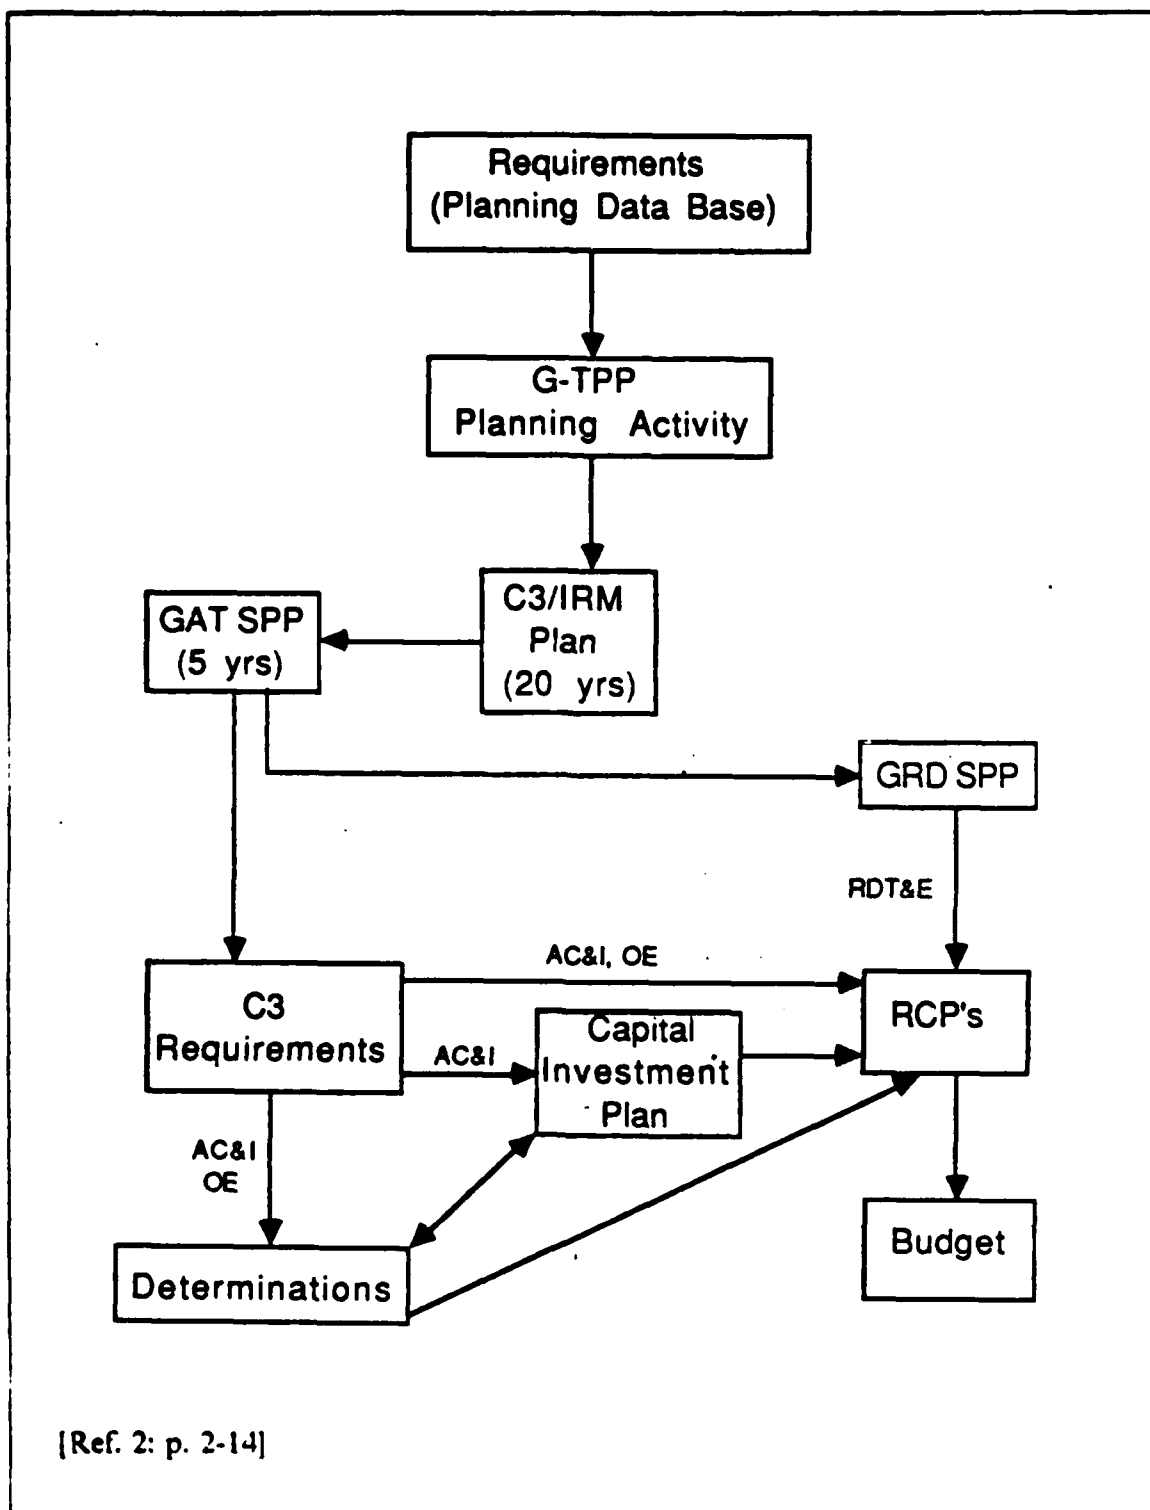 Requirements
(Planning Data Base)
G-TPP
Planning Activity
C3/IRM
Plan
(20 yrs)
GAT SPP
(5 yrs)
GRD SPP
RDT&E
AC&I, OE
C3
Requirements
RCP's
Capital
Investment
Plan
AC&I
AC&I
OE
Budget
Determinations
[Ref. 2: p. 2-14]